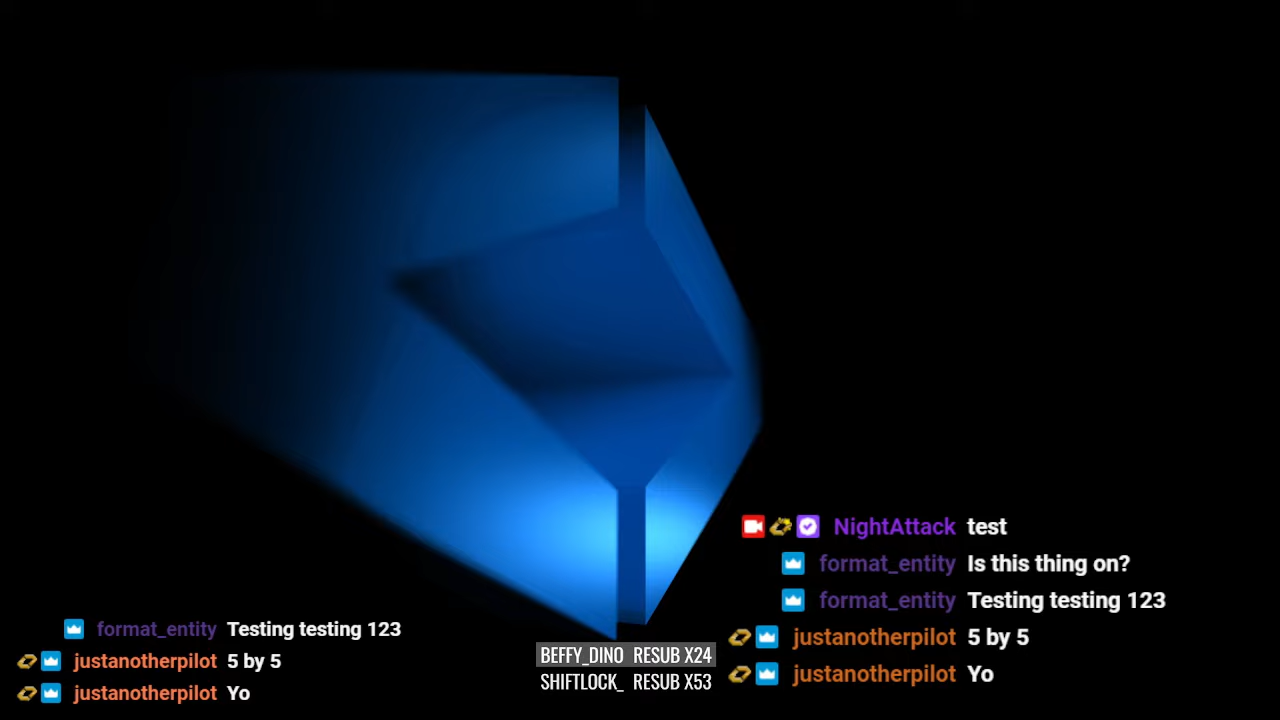 NightAttack test
format_entity Is this thing on?
format_entity Testing testing 123
justanotherpilot 5 by 5
justanotherpilot Yo
format_entity Testing testing 123
justanotherpilot 5 by 5
justanotherpilot Yo
BEFFY_DINO RESUB X24
SHIFTLOCK_ RESUB X53